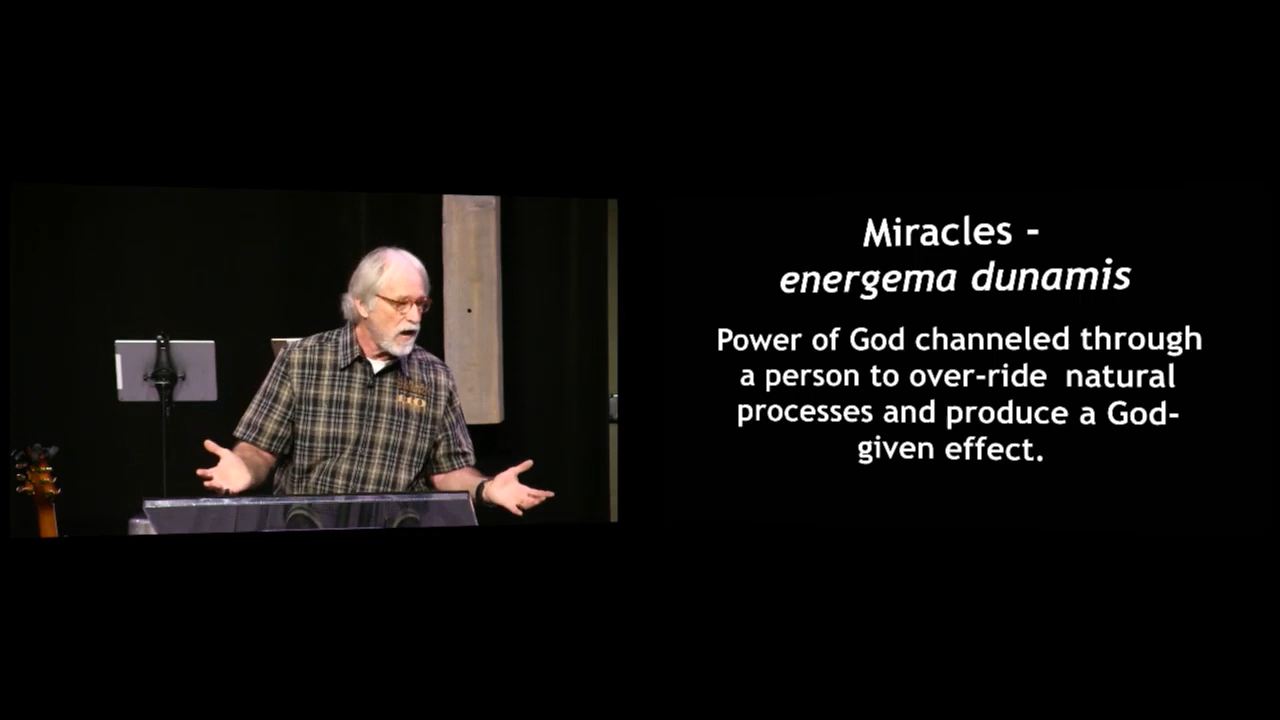 Miracles -
energema dunamis
Power of God channeled through
a person to over-ride natural
processes and produce a God-
given effect.